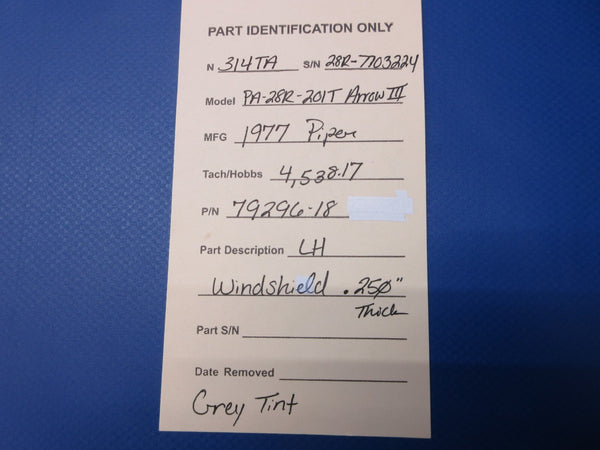 PART IDENTIFICATION ONLY
N 314TA S/N 28R-7703224
Model PA-28R-201T Arrow III
MFG 1977 Piper
Tach/Hobbs 4,538.17
P/N 79296-18
Part Description LH
Windshield .250"
Thick
Part S/N
Date Removed
Grey Tint